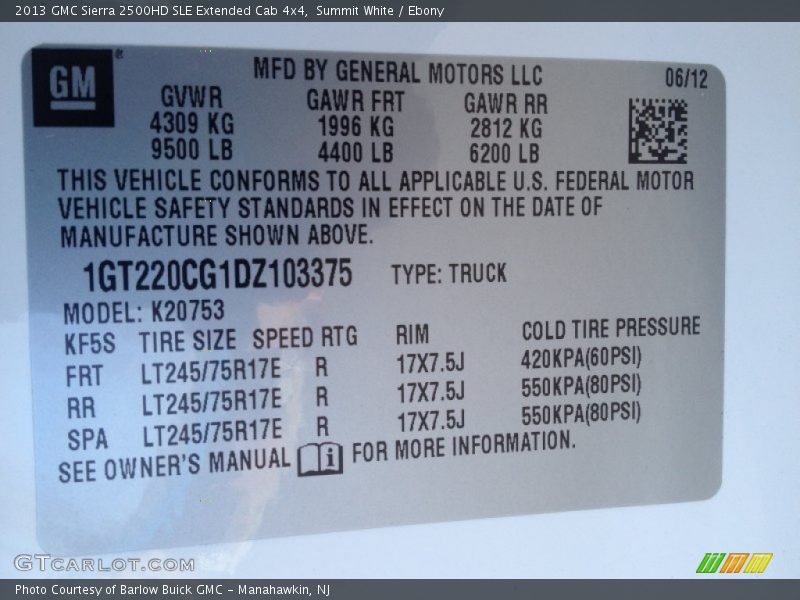 2013 GMC Sierra 2500HD SLE Extended Cab 4x4, Summit White / Ebony
GM ®
MFD BY GENERAL MOTORS LLC 06/12
GVWR GAWR FRT GAWR RR
4309 KG 1996 KG 2812 KG
9500 LB 4400 LB 6200 LB
THIS VEHICLE CONFORMS TO ALL APPLICABLE U.S. FEDERAL MOTOR
VEHICLE SAFETY STANDARDS IN EFFECT ON THE DATE OF
MANUFACTURE SHOWN ABOVE.
1GT220CG1DZ103375 TYPE: TRUCK
MODEL: K20753
KF5S TIRE SIZE SPEED RTG RIM COLD TIRE PRESSURE
FRT LT245/75R17E R 17X7.5J 420KPA(60PSI)
RR LT245/75R17E R 17X7.5J 550KPA(80PSI)
SPA LT245/75R17E R 17X7.5J 550KPA(80PSI)
SEE OWNER'S MANUAL i FOR MORE INFORMATION.
GTCARLOT.COM
Photo Courtesy of Barlow Buick GMC - Manahawkin, NJ